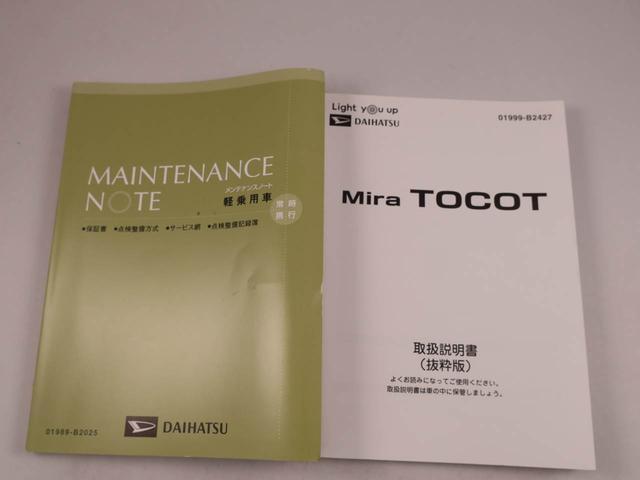 MAINTENANCE
NOTE
メンテナンスノート
軽乗用車
常時
携行
●保証書 ●点検整備方式 ●サービス網 ●点検整備記録簿
DAIHATSU
01989-B2025
Light you up
DAIHATSU
01999-B2427
Mira TOCOT
取扱説明書
（抜粋版）
よくお読みになってご使用ください。
取扱説明書は車の中に保管しましょう。